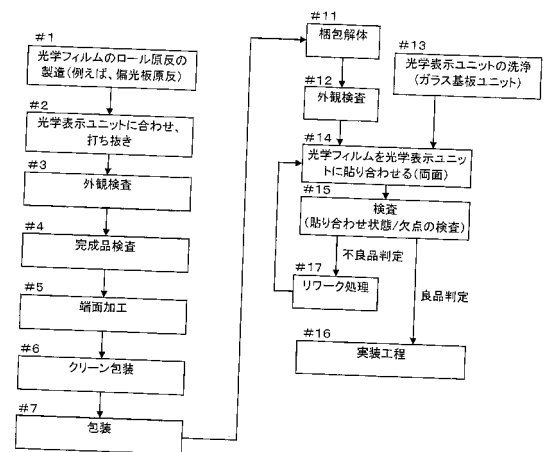 #1
光学フィルムのロール原反の
製造(例えば、偏光板原反)
#2
光学表示ユニットに合わせ、
打ち抜き
#3
外観検査
#4
完成品検査
#5
端面加工
#6
クリーン包装
#7
包装
#11
梱包解体
#12
外観検査
#13
光学表示ユニットの洗浄
(ガラス基板ユニット)
#14
光学フィルムを光学表示ユニッ
トに貼り合わせる(両面)
#15
検査
(貼り合わせ状態/欠点の検査)
不良品判定
#17
リワーク処理
良品判定
#16
実装工程